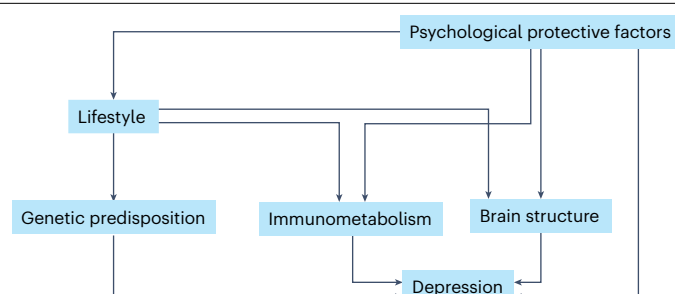 Psychological protective factors
Lifestyle
Genetic predisposition
Immunometabolism
Brain structure
Depression